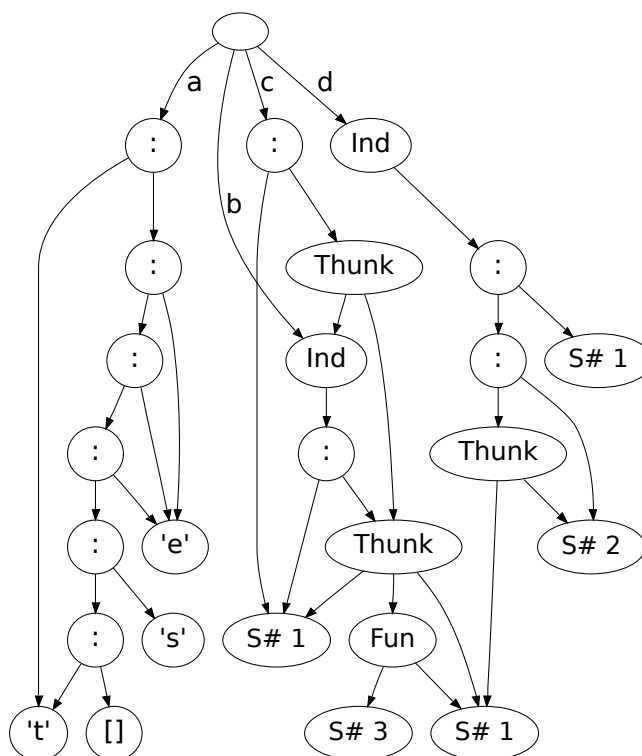 a
c
d
: : Ind
b
: Thunk :
: Ind : S# 1
: : Thunk
: 'e' Thunk S# 2
: 's' S# 1 Fun
't' [] S# 3 S# 1